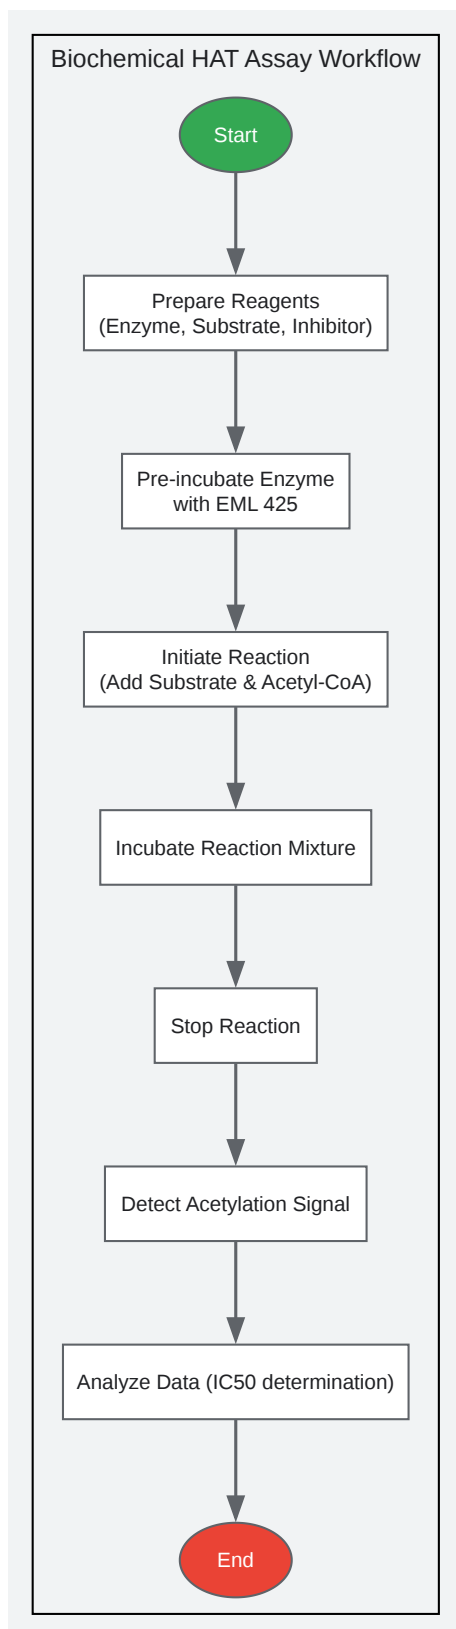 Biochemical HAT Assay Workflow
Start
Prepare Reagents
(Enzyme, Substrate, Inhibitor)
Pre-incubate Enzyme
with EML 425
Initiate Reaction
(Add Substrate & Acetyl-CoA)
Incubate Reaction Mixture
Stop Reaction
Detect Acetylation Signal
Analyze Data (IC50 determination)
End